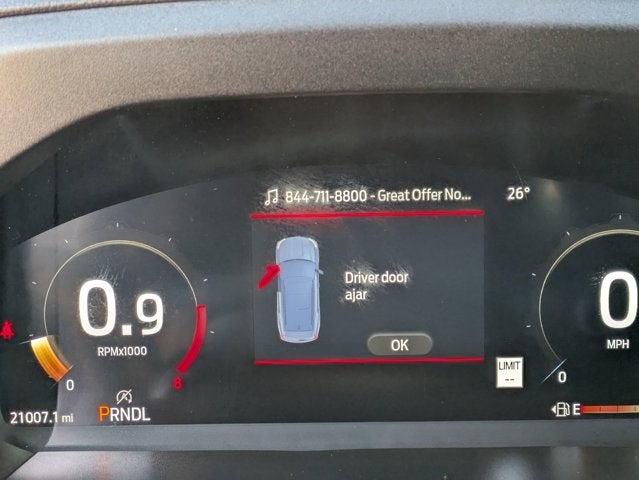 844-711-8800 - Great Offer No...
26°
Driver door
ajar
OK
0.9
RPMx1000
0
8
0
MPH
0
LIMIT
--
21007.1 mi
PRNDL
E